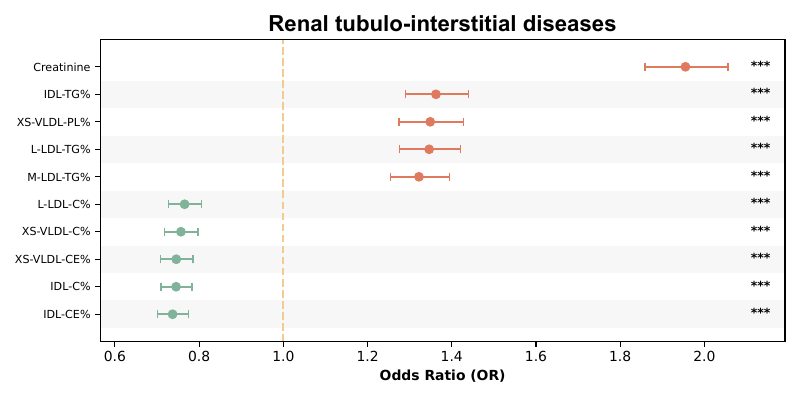 Renal tubulo-interstitial diseases
Creatinine ***
IDL-TG% ***
XS-VLDL-PL% ***
L-LDL-TG% ***
M-LDL-TG% ***
L-LDL-C% ***
XS-VLDL-C% ***
XS-VLDL-CE% ***
IDL-C% ***
IDL-CE% ***
0.6 0.8 1.0 1.2 1.4 1.6 1.8 2.0
Odds Ratio (OR)